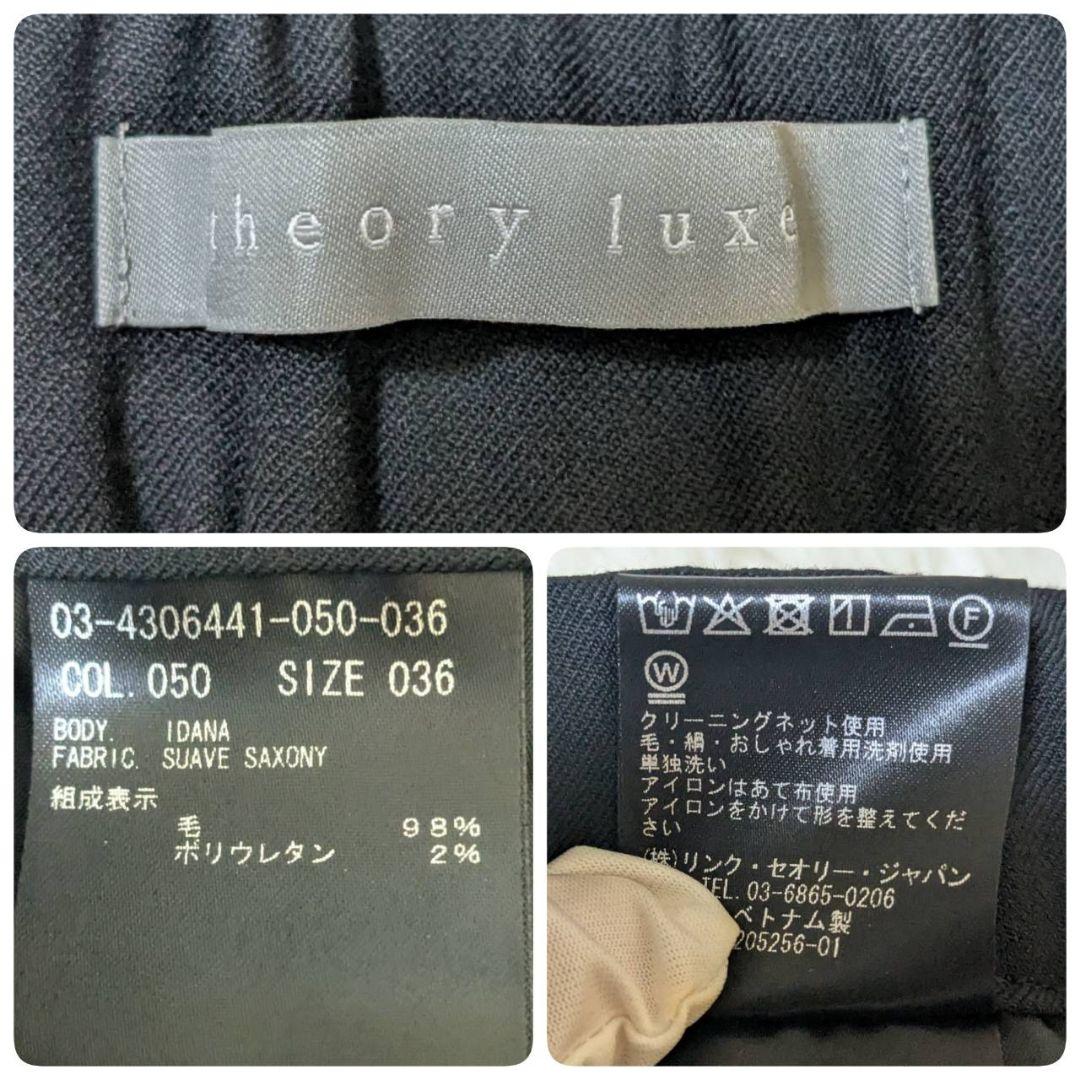 theory luxe
03-4306441-050-036
COL. 050 SIZE 036
BODY. IDANA
FABRIC. SUAVE SAXONY
組成表示
毛 98%
ポリウレタン 2%
F
W
クリーニングネット使用
毛・絹・おしゃれ着用洗剤使用
単独洗い
アイロンはあて布使用
アイロンをかけて形を整えてくだ
さい
(株)リンク・セオリー・ジャパン
TEL. 03-6865-0206
ベトナム製
205256-01